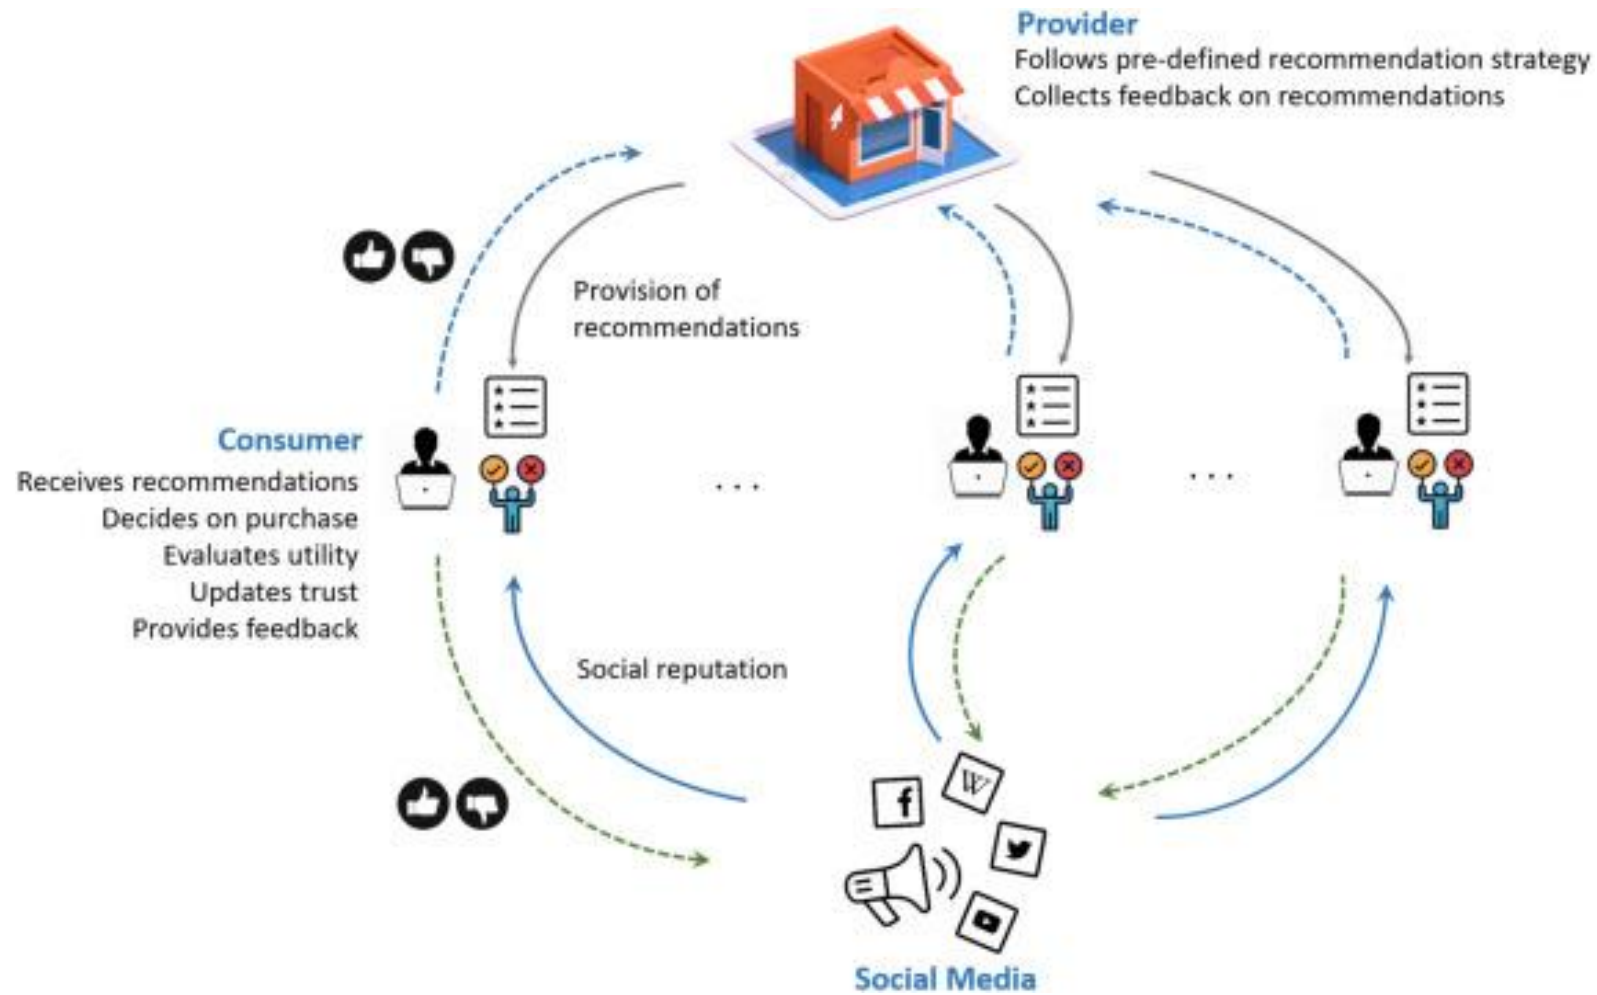 Provider
Follows pre-defined recommendation strategy
Collects feedback on recommendations
Provision of
recommendations
Consumer
Receives recommendations
Decides on purchase
Evaluates utility
Updates trust
Provides feedback
. . .
. . .
Social reputation
f
W
Social Media